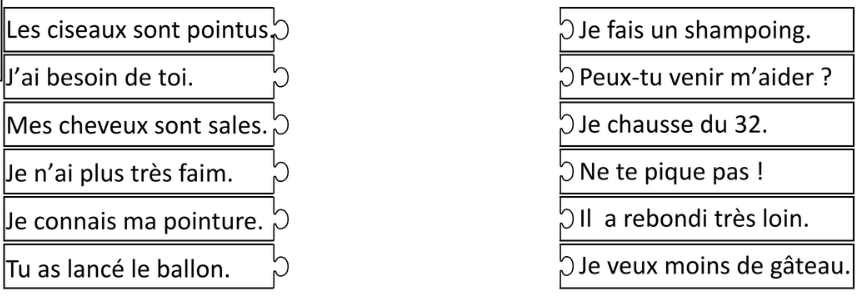 Les ciseaux sont pointus.
J'ai besoin de toi.
Mes cheveux sont sales.
Je n'ai plus très faim.
Je connais ma pointure.
Tu as lancé le ballon.
Je fais un shampoing.
Peux-tu venir m'aider ?
Je chausse du 32.
Ne te pique pas !
Il a rebondi très loin.
Je veux moins de gâteau.